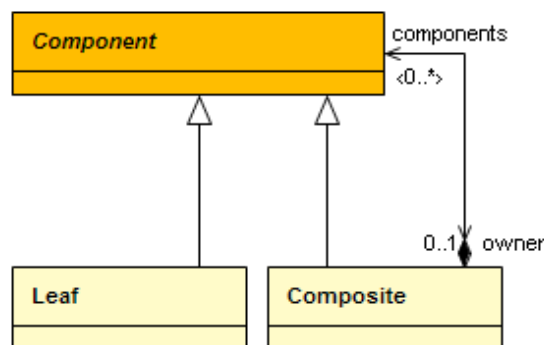 Component
components
<0..*>
0..1 owner
Leaf
Composite